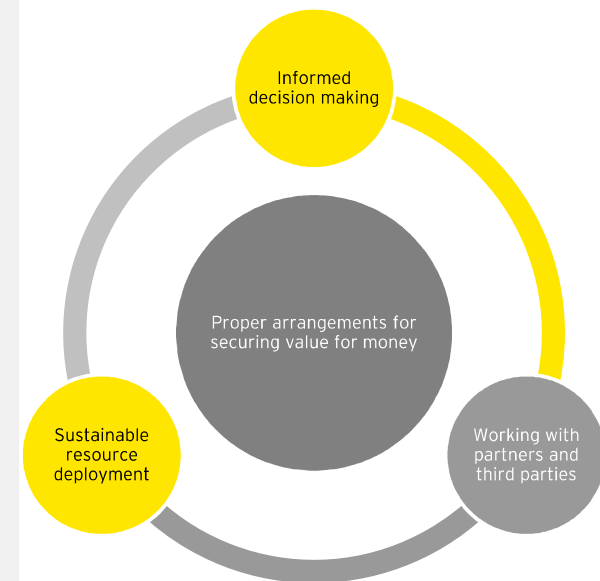 Informed
decision making
Proper arrangements for
securing value for money
Sustainable
resource
deployment
Working with
partners and
third parties